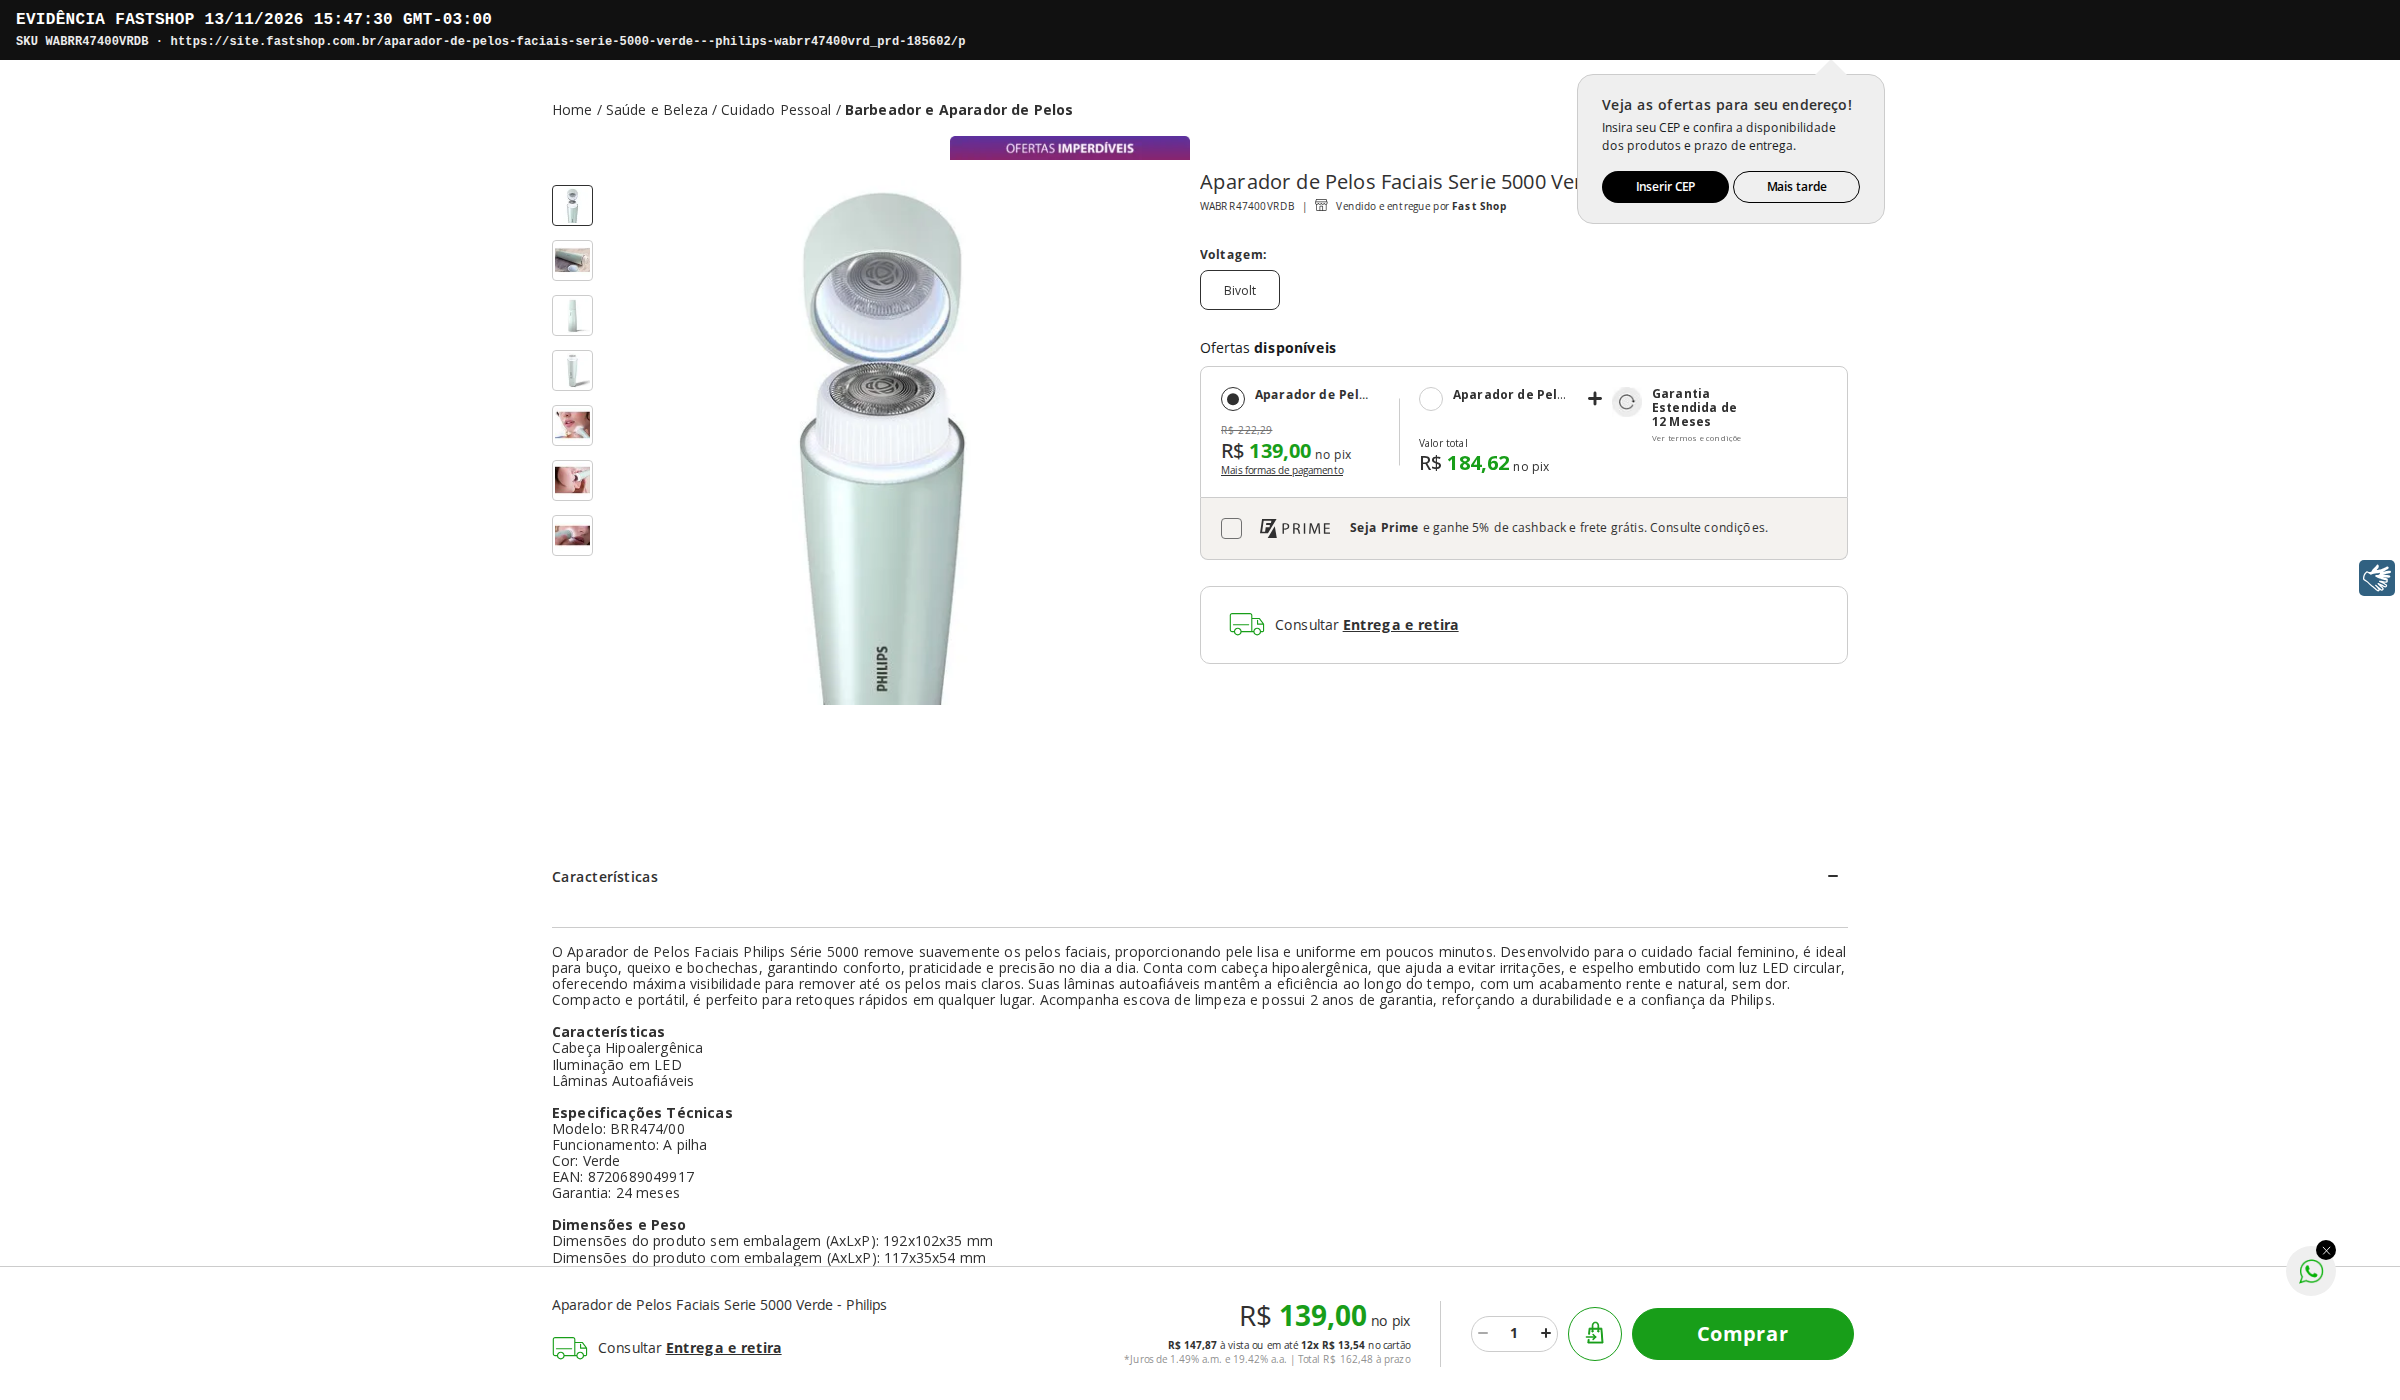 EVIDÊNCIA FASTSHOP 13/11/2026 15:47:30 GMT-03:00
SKU WABRR47400VRDB · https://site.fastshop.com.br/aparador-de-pelos-faciais-serie-5000-verde---philips-wabrr47400vrd_prd-185602/p
Home / Saúde e Beleza / Cuidado Pessoal / Barbeador e Aparador de Pelos
OFERTAS IMPERDÍVEIS
Veja as ofertas para seu endereço!
Insira seu CEP e confira a disponibilidade
dos produtos e prazo de entrega.
Inserir CEP
Mais tarde
Aparador de Pelos Faciais Serie 5000 Ver
WABRR47400VRDB | Vendido e entregue por Fast Shop
Voltagem:
Bivolt
Ofertas disponíveis
Aparador de Pel...
R$ 222,29
R$ 139,00 no pix
Mais formas de pagamento
Aparador de Pel...
Valor total
R$ 184,62 no pix
+
Garantia
Estendida de
12 Meses
Ver termos e condiçõe
PRIME
Seja Prime e ganhe 5% de cashback e frete grátis. Consulte condições.
Consultar Entrega e retira
PHILIPS
Características
O Aparador de Pelos Faciais Philips Série 5000 remove suavemente os pelos faciais, proporcionando pele lisa e uniforme em poucos minutos. Desenvolvido para o cuidado facial feminino, é ideal
para buço, queixo e bochechas, garantindo conforto, praticidade e precisão no dia a dia. Conta com cabeça hipoalergênica, que ajuda a evitar irritações, e espelho embutido com luz LED circular,
oferecendo máxima visibilidade para remover até os pelos mais claros. Suas lâminas autoafiáveis mantêm a eficiência ao longo do tempo, com um acabamento rente e natural, sem dor.
Compacto e portátil, é perfeito para retoques rápidos em qualquer lugar. Acompanha escova de limpeza e possui 2 anos de garantia, reforçando a durabilidade e a confiança da Philips.
Características
Cabeça Hipoalergênica
Iluminação em LED
Lâminas Autoafiáveis
Especificações Técnicas
Modelo: BRR474/00
Funcionamento: A pilha
Cor: Verde
EAN: 8720689049917
Garantia: 24 meses
Dimensões e Peso
Dimensões do produto sem embalagem (AxLxP): 192x102x35 mm
Dimensões do produto com embalagem (AxLxP): 117x35x54 mm
Aparador de Pelos Faciais Serie 5000 Verde - Philips
Consultar Entrega e retira
R$ 139,00 no pix
R$ 147,87 à vista ou em até 12x R$ 13,54 no cartão
*Juros de 1.49% a.m. e 19.42% a.a. | Total R$ 162,48 à prazo
− 1 +
Comprar